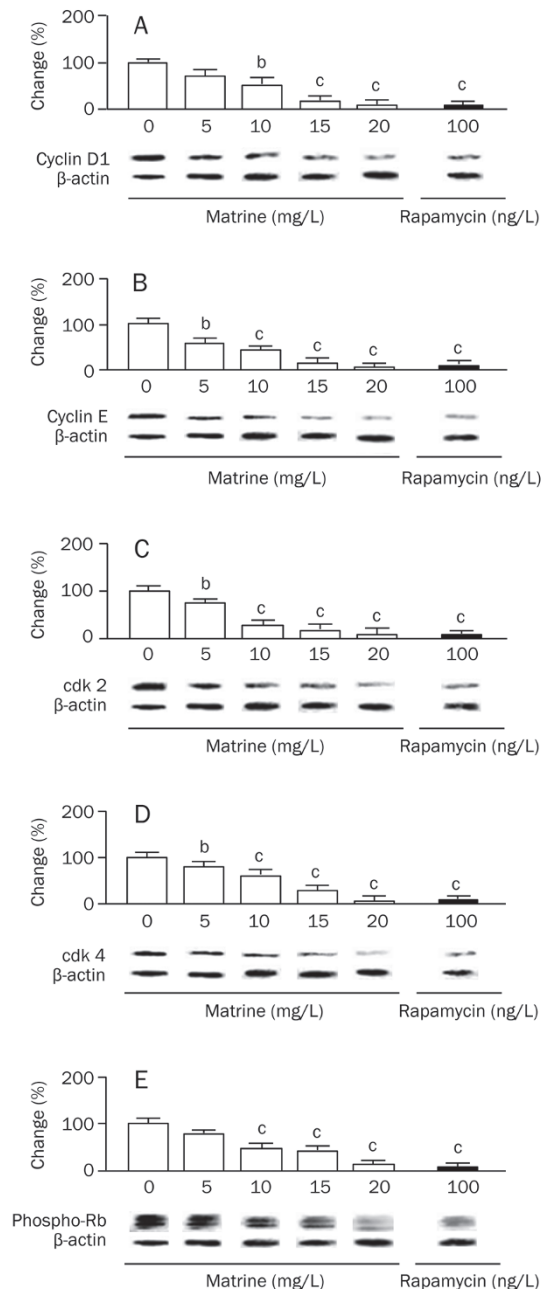 A
Change (%)
200
100
0
b
c
c
c
0 5 10 15 20 100
Cyclin D1
β-actin
Matrine (mg/L) Rapamycin (ng/L)
B
Change (%)
200
100
0
b
c
c
c
c
0 5 10 15 20 100
Cyclin E
β-actin
Matrine (mg/L) Rapamycin (ng/L)
C
Change (%)
200
100
0
b
c
c
c
c
0 5 10 15 20 100
cdk 2
β-actin
Matrine (mg/L) Rapamycin (ng/L)
D
Change (%)
200
100
0
b
c
c
c
c
0 5 10 15 20 100
cdk 4
β-actin
Matrine (mg/L) Rapamycin (ng/L)
E
Change (%)
200
100
0
c
c
c
c
0 5 10 15 20 100
Phospho-Rb
β-actin
Matrine (mg/L) Rapamycin (ng/L)